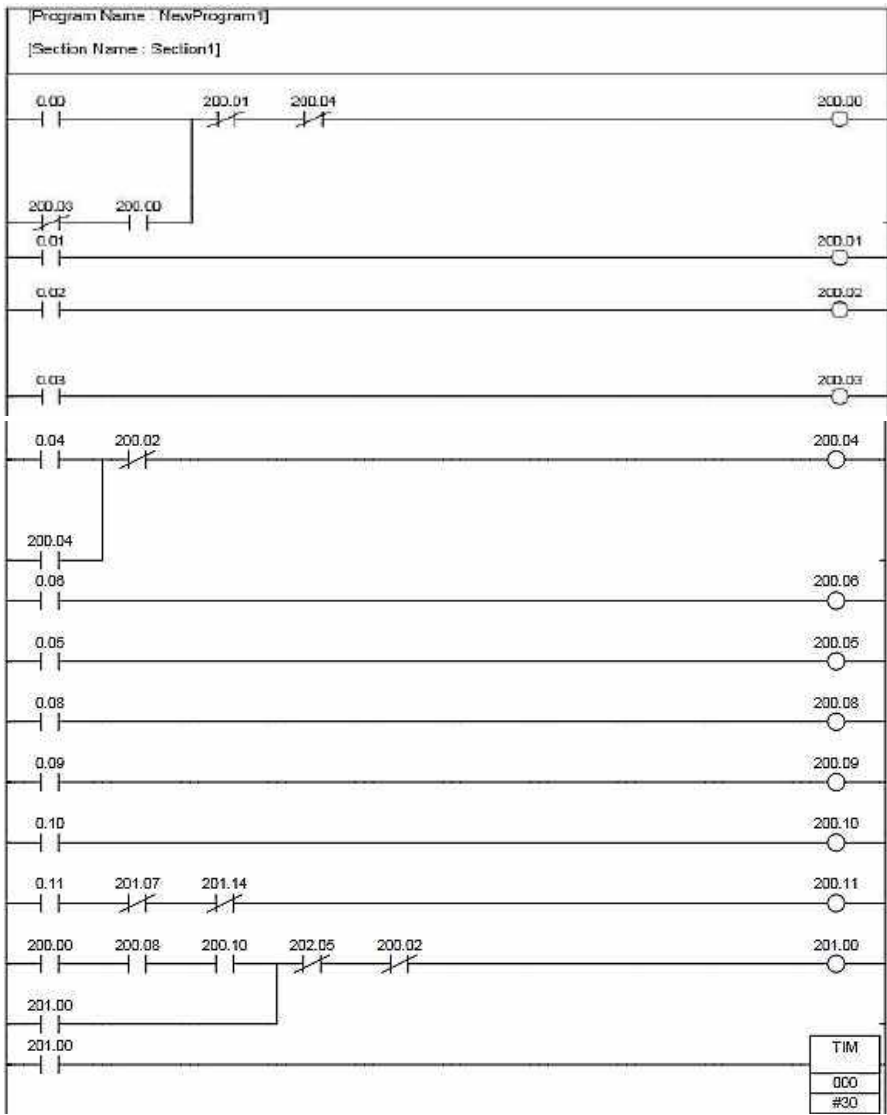 [Program Name : NewProgram1]
[Section Name : Section1]
0.00 200.01 200.04 200.00
200.03 200.00
0.01 200.01
0.02 200.02
0.03 200.03
0.04 200.02 200.04
200.04
0.06 200.06
0.05 200.05
0.08 200.08
0.09 200.09
0.10 200.10
0.11 201.07 201.14 200.11
200.00 200.08 200.10 202.05 200.02 201.00
201.00
201.00 TIM
000
#30